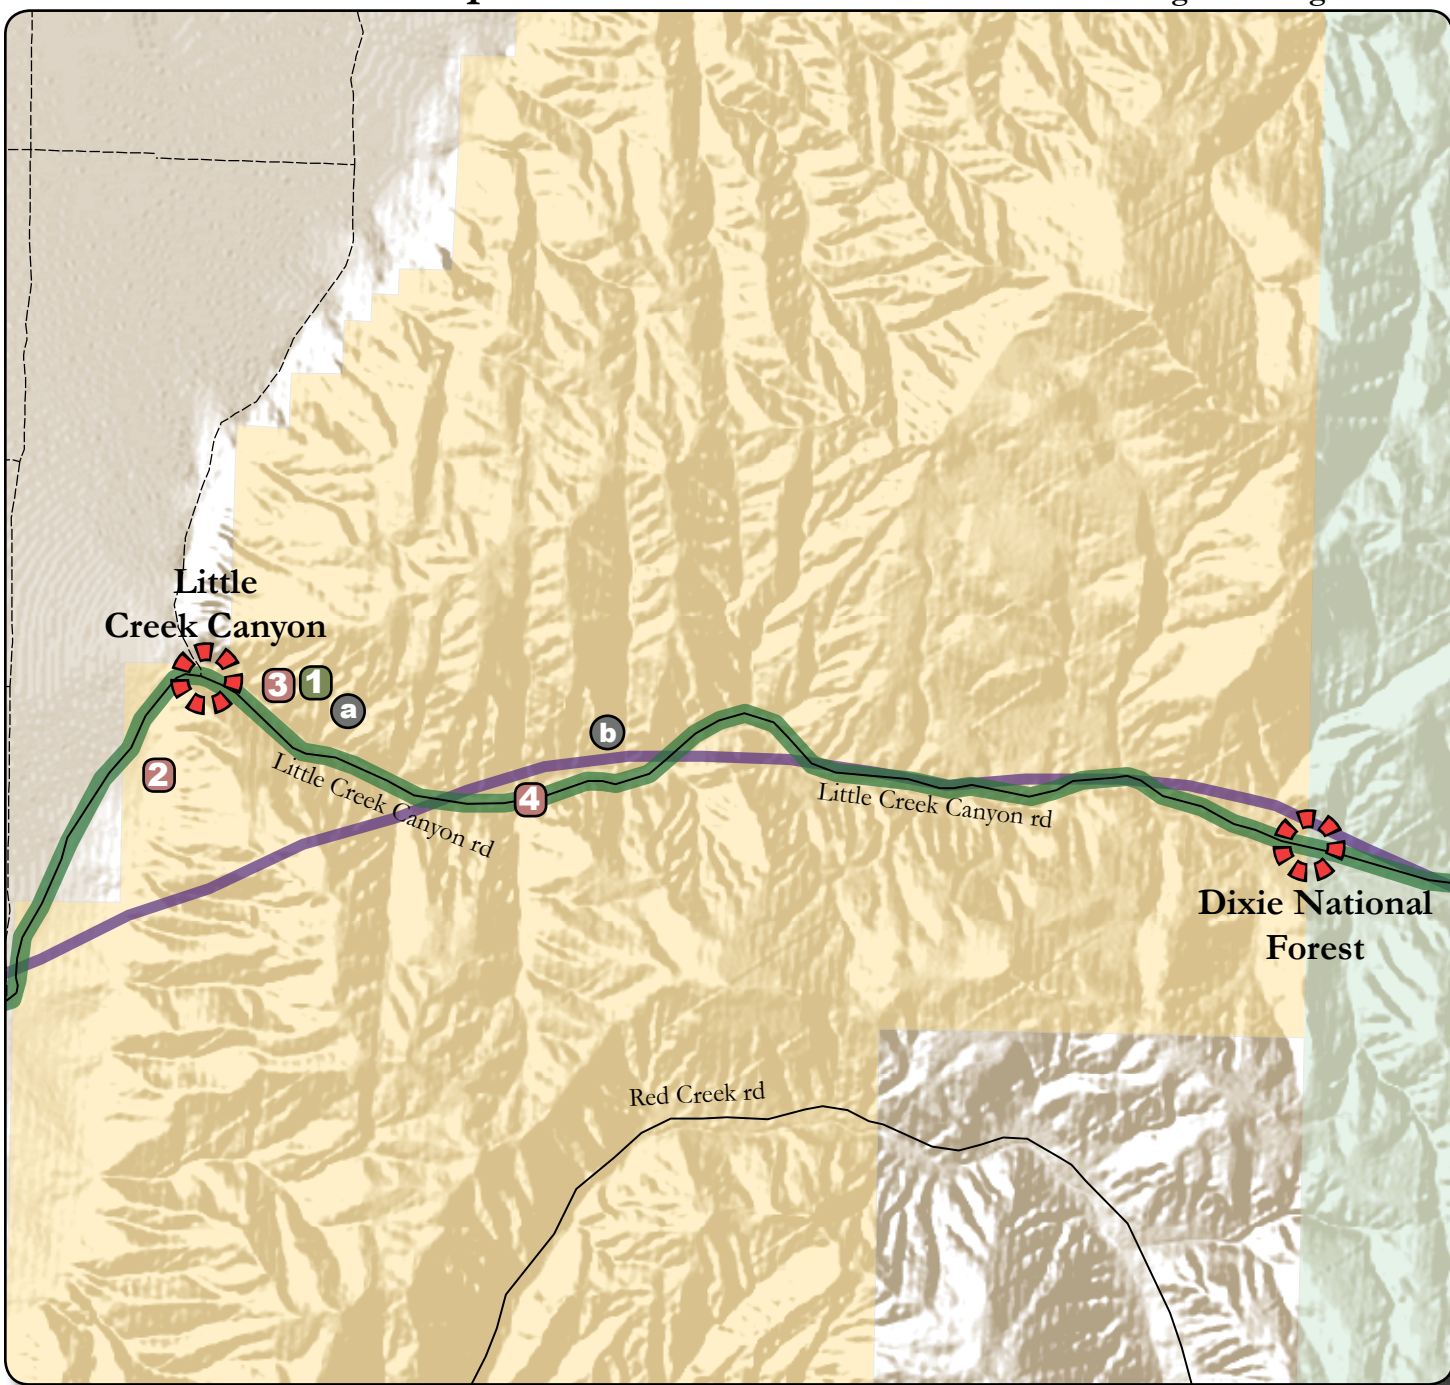 Little
Creek Canyon
3
1
a
b
2
4
Little Creek Canyon rd
Little Creek Canyon rd
Dixie National
Forest
Red Creek rd